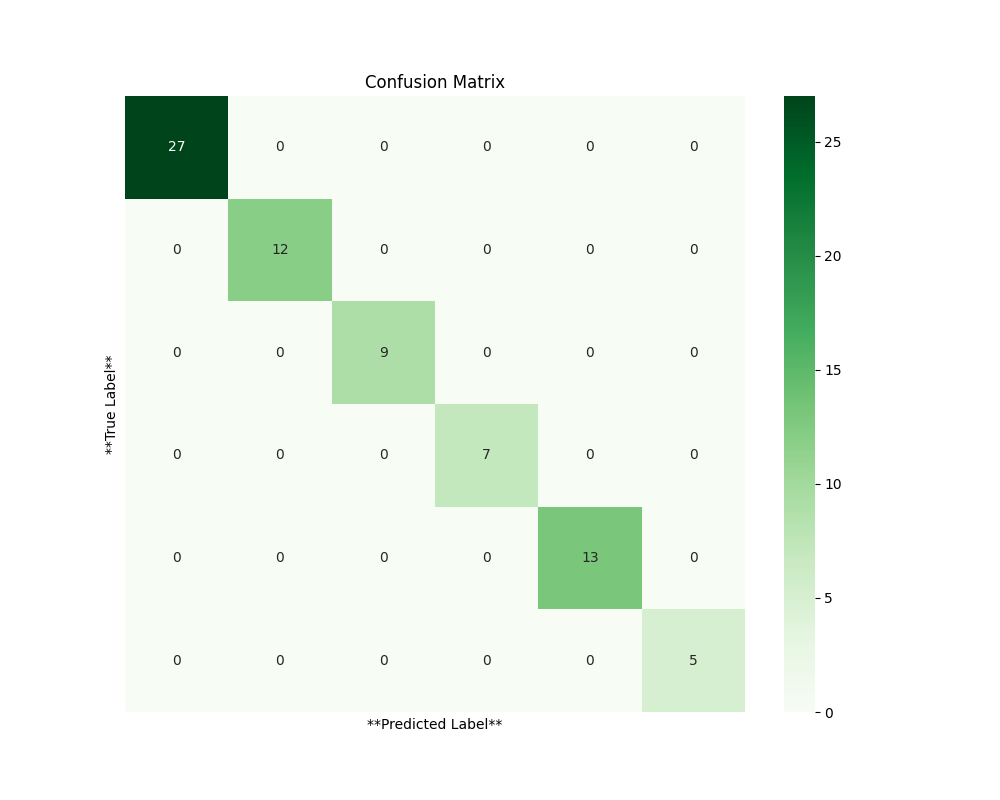 Confusion Matrix
27 0 0 0 0 0
0 12 0 0 0 0
0 0 9 0 0 0
0 0 0 7 0 0
0 0 0 0 13 0
0 0 0 0 0 5
**True Label**
**Predicted Label**
25
20
15
10
5
0